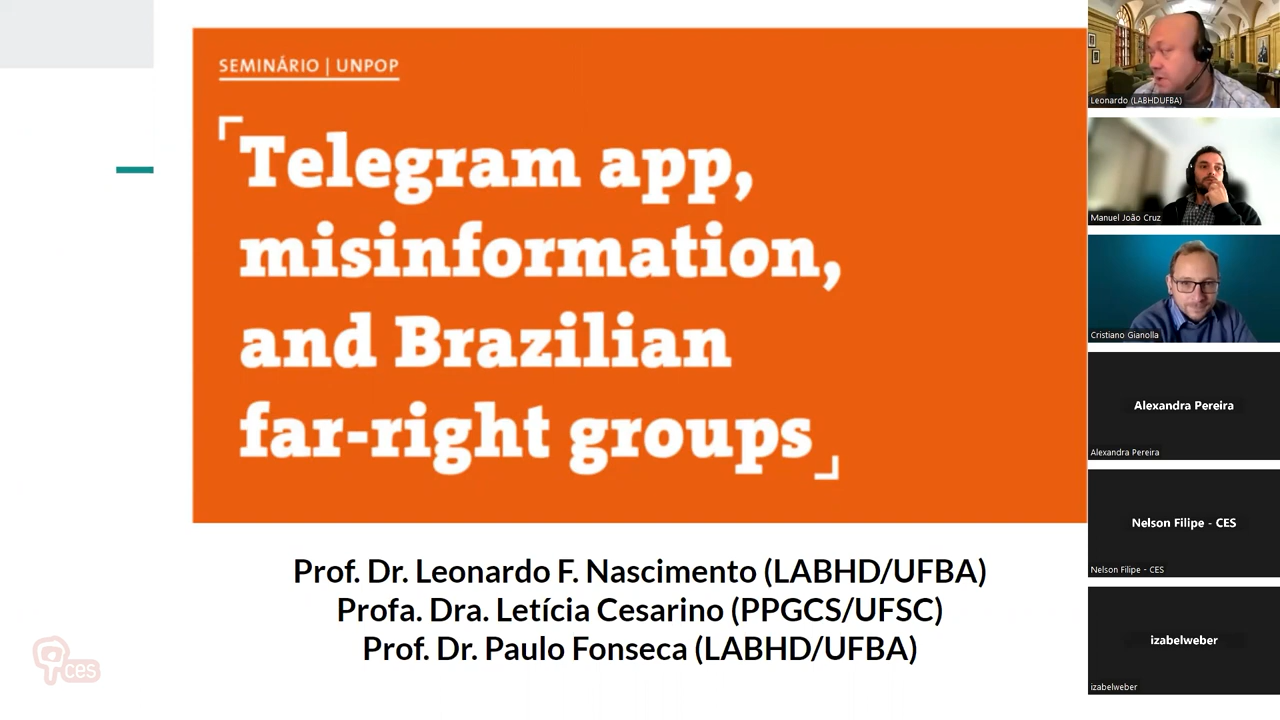 SEMINÁRIO | UNPOP
Telegram app,
misinformation,
and Brazilian
far-right groups
Prof. Dr. Leonardo F. Nascimento (LABHD/UFBA)
Profa. Dra. Letícia Cesarino (PPGCS/UFSC)
Prof. Dr. Paulo Fonseca (LABHD/UFBA)
ces
Leonardo (LABHDUFBA)
Manuel João Cruz
Cristiano Gianolla
Alexandra Pereira
Alexandra Pereira
Nelson Filipe - CES
Nelson Filipe - CES
izabelweber
izabelweber